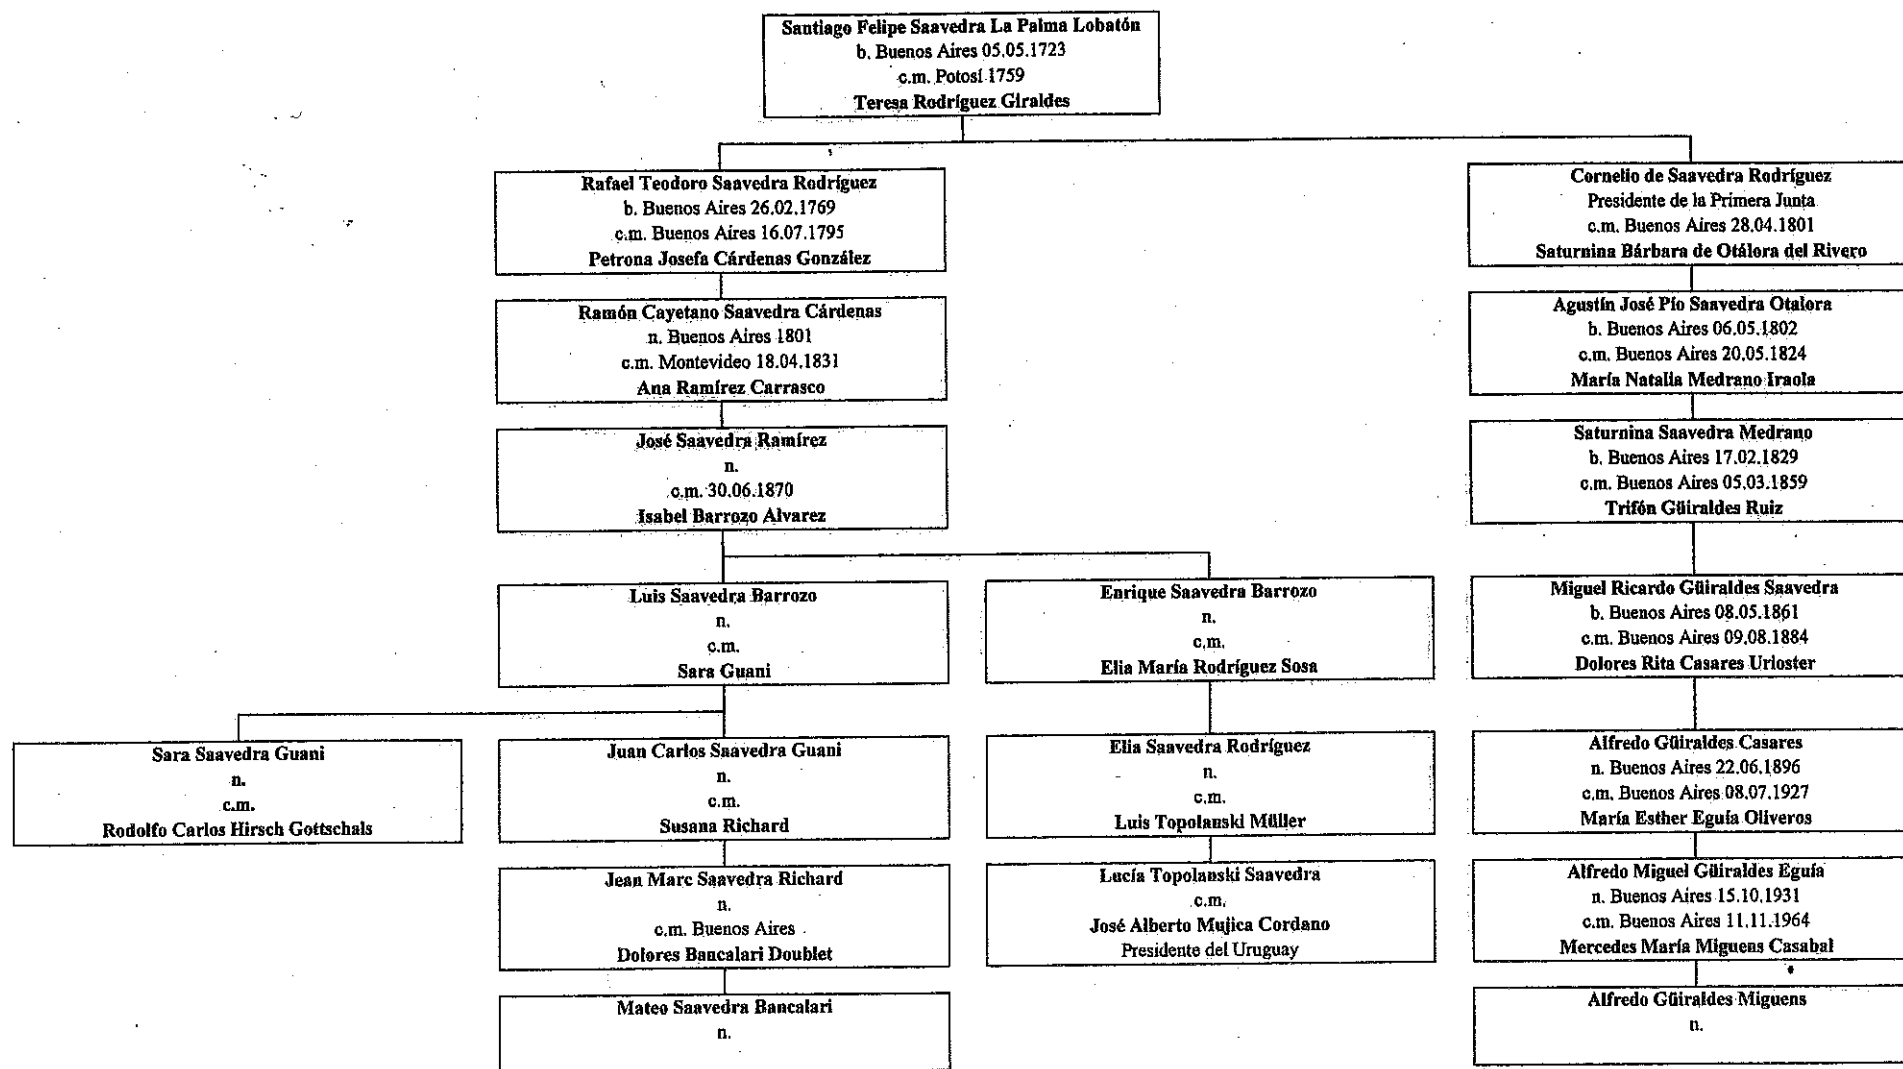 Santiago Felipe Saavedra La Palma Lobatón
b. Buenos Aires 05.05.1723
c.m. Potosí 1759
Teresa Rodríguez Giraldes
Rafael Teodoro Saavedra Rodríguez
b. Buenos Aires 26.02.1769
c.m. Buenos Aires 16.07.1795
Petrona Josefa Cárdenas González
Cornelio de Saavedra Rodríguez
Presidente de la Primera Junta
c.m. Buenos Aires 28.04.1801
Saturnina Bárbara de Otálora del Rivero
Ramón Cayetano Saavedra Cárdenas
n. Buenos Aires 1801
c.m. Montevideo 18.04.1831
Ana Ramírez Carrasco
Agustín José Pío Saavedra Otalora
b. Buenos Aires 06.05.1802
c.m. Buenos Aires 20.05.1824
María Natalia Medrano Iraola
José Saavedra Ramírez
n.
c.m. 30.06.1870
Isabel Barrozo Alvarez
Saturnina Saavedra Medrano
b. Buenos Aires 17.02.1829
c.m. Buenos Aires 05.03.1859
Trifón Güiraldes Ruiz
Luis Saavedra Barrozo
n.
c.m.
Sara Guani
Enrique Saavedra Barrozo
n.
c.m.
Elia María Rodríguez Sosa
Miguel Ricardo Güiraldes Saavedra
b. Buenos Aires 08.05.1861
c.m. Buenos Aires 09.08.1884
Dolores Rita Casares Urioster
Sara Saavedra Guani
n.
c.m.
Rodolfo Carlos Hirsch Gottschals
Juan Carlos Saavedra Guani
n.
c.m.
Susana Richard
Elia Saavedra Rodríguez
n.
c.m.
Luis Topolanski Müller
Alfredo Güiraldes Casares
n. Buenos Aires 22.06.1896
c.m. Buenos Aires 08.07.1927
María Esther Eguía Oliveros
Jean Marc Saavedra Richard
n.
c.m. Buenos Aires
Dolores Bancalari Doublet
Lucía Topolanski Saavedra
c.m.
José Alberto Mujica Cordano
Presidente del Uruguay
Alfredo Miguel Güiraldes Eguía
n. Buenos Aires 15.10.1931
c.m. Buenos Aires 11.11.1964
Mercedes María Miguens Casabal
Mateo Saavedra Bancalari
n.
Alfredo Güiraldes Miguens
n.